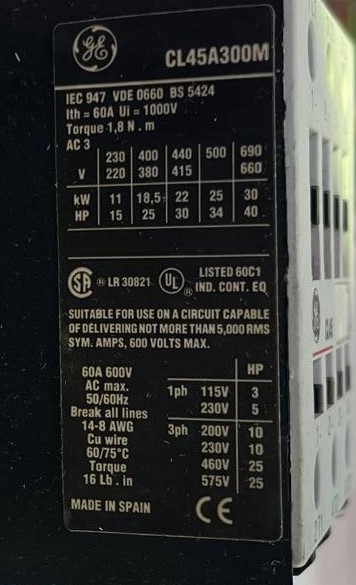 GE
CL45A300M
IEC 947 VDE 0660 BS 5424
Ith = 60A Ui = 1000V
Torque 1,8 N . m
AC 3
230 400 440 500 690
V 220 380 415 660
kW 11 18,5 22 25 30
HP 15 25 30 34 40
SA ® LR 30821 UL ® LISTED 60C1
IND. CONT. EQ
SUITABLE FOR USE ON A CIRCUIT CAPABLE
OF DELIVERING NOT MORE THAN 5,000 RMS
SYM. AMPS, 600 VOLTS MAX.
HP
60A 600V
AC max.
50/60Hz
Break all lines
14-8 AWG
Cu wire
60/75°C
Torque
16 Lb . in
1ph 115V 3
230V 5
3ph 200V 10
230V 10
460V 25
575V 25
MADE IN SPAIN CE
GE
CL45